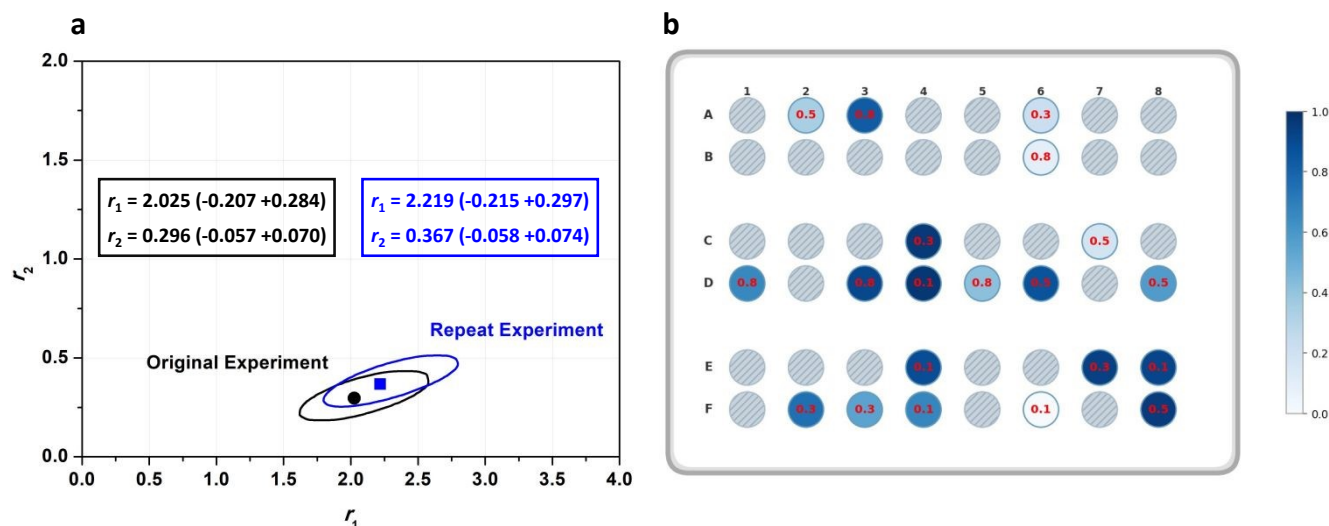 a
2.0
1.5
1.0
0.5
0.0
r2
0.0 0.5 1.0 1.5 2.0 2.5 3.0 3.5 4.0
r1
r1 = 2.025 (-0.207 +0.284)
r2 = 0.296 (-0.057 +0.070)
r1 = 2.219 (-0.215 +0.297)
r2 = 0.367 (-0.058 +0.074)
Repeat Experiment
Original Experiment
b
1 2 3 4 5 6 7 8
A 0.5 0.3
B 0.8
C 0.3 0.5
D 0.8 0.8 0.1 0.8 0.5
E 0.1 0.3 0.1
F 0.3 0.3 0.1 0.1 0.5
1.0
0.8
0.6
0.4
0.2
0.0